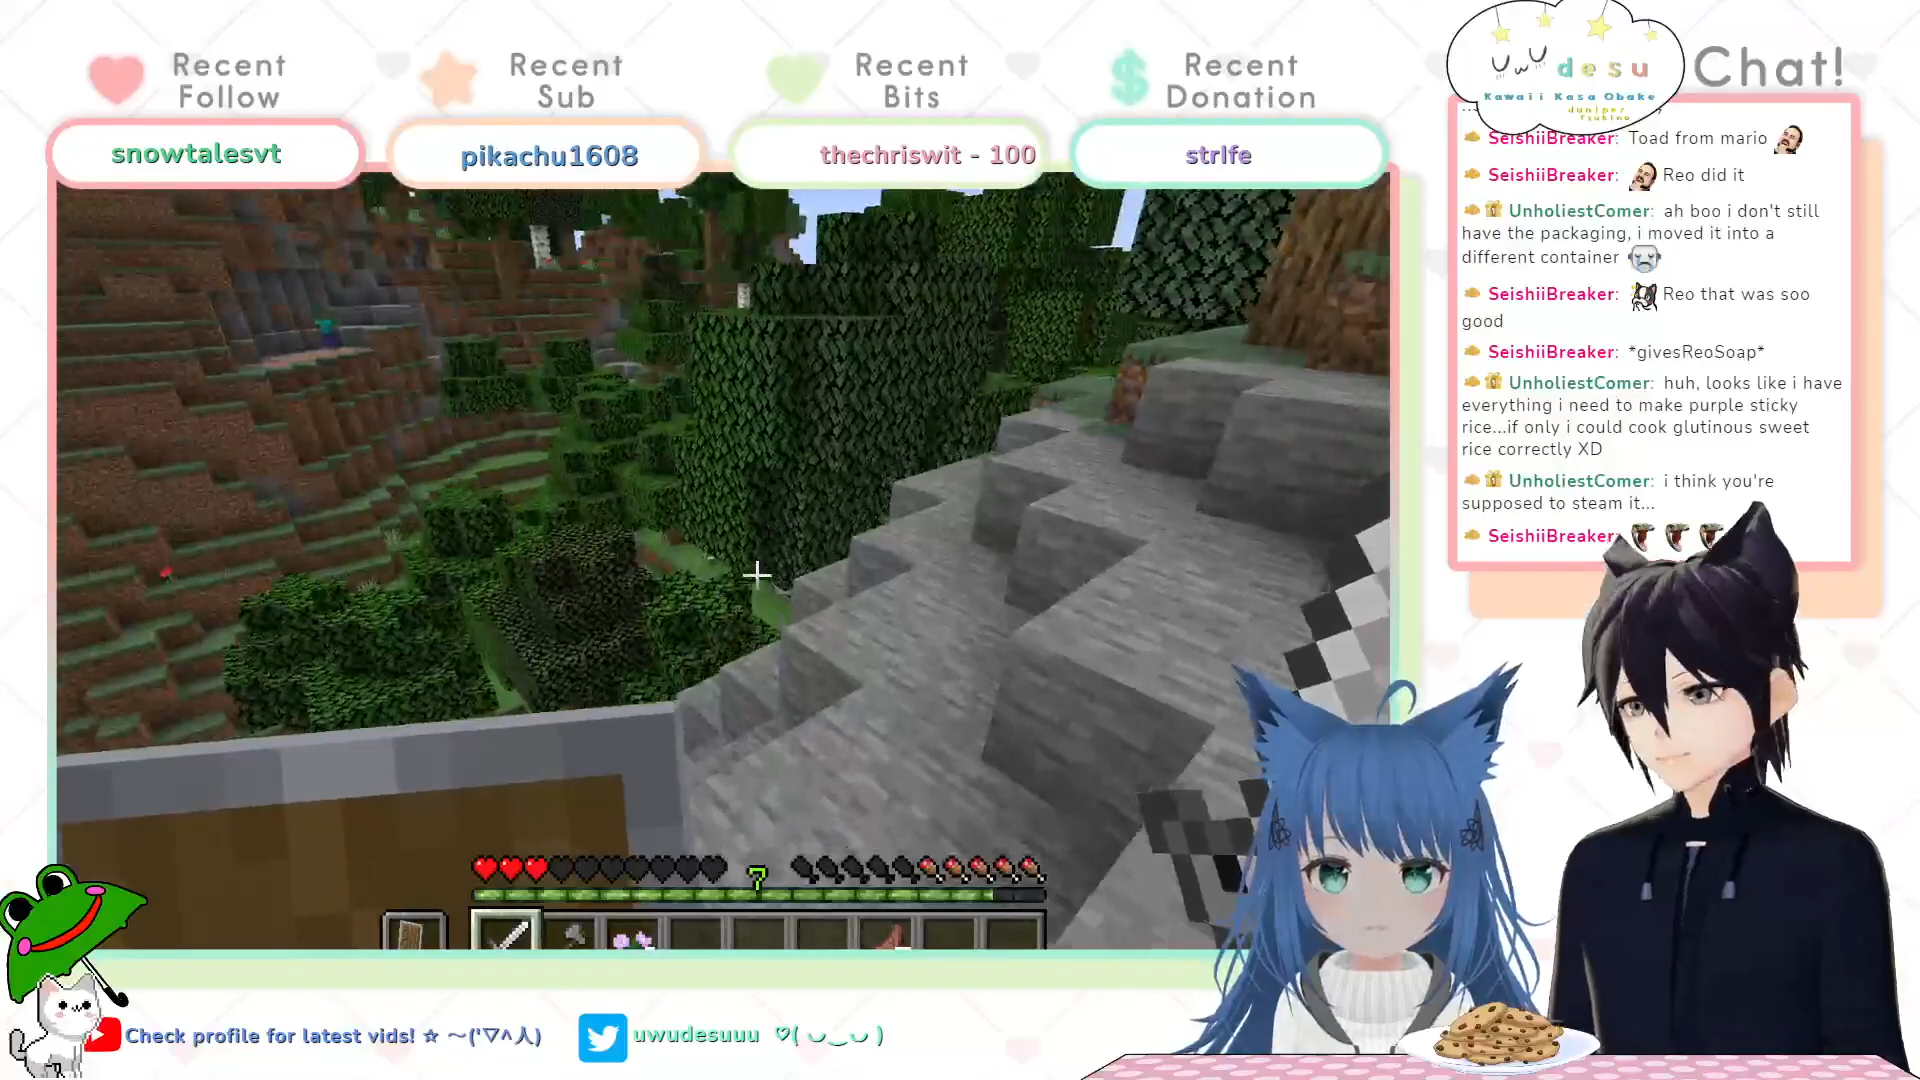 Recent
Follow
Recent
Sub
Recent
Bits
Recent
Donation
snowtalesvt
pikachu1608
thechriswit - 100
strlfe
UwU desu
Kawaii Kasa Obake
Juniper
Tsukino
Chat!
SeishiiBreaker: Toad from mario
SeishiiBreaker: Reo did it
UnholiestComer: ah boo i don't still
have the packaging, i moved it into a
different container
SeishiiBreaker: Reo that was soo
good
SeishiiBreaker: *givesReoSoap*
UnholiestComer: huh, looks like i have
everything i need to make purple sticky
rice...if only i could cook glutinous sweet
rice correctly XD
UnholiestComer: i think you're
supposed to steam it...
SeishiiBreaker:
?
Check profile for latest vids! ☆ ～('▽^人)
uwudesuuu ♡( ◡‿◡ )